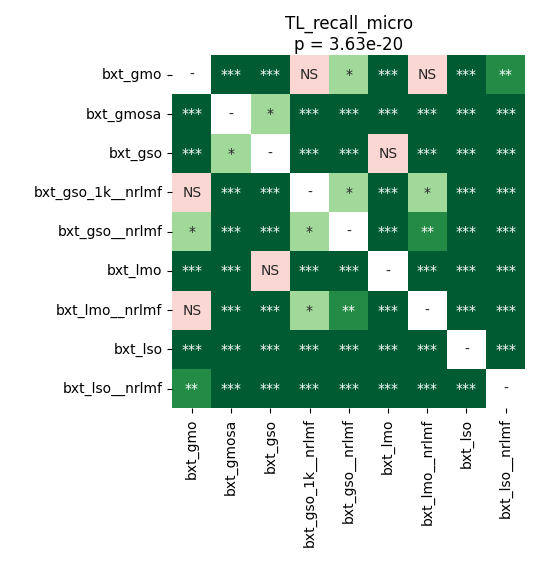 TL_recall_micro
p = 3.63e-20
bxt_gmo - *** *** NS * *** NS *** **
bxt_gmosa *** - * *** *** *** *** *** ***
bxt_gso *** * - *** *** NS *** *** ***
bxt_gso_1k__nrlmf NS *** *** - * *** * *** ***
bxt_gso__nrlmf * *** *** * - *** ** *** ***
bxt_lmo *** *** NS *** *** - *** *** ***
bxt_lmo__nrlmf NS *** *** * ** *** - *** ***
bxt_lso *** *** *** *** *** *** *** - ***
bxt_lso__nrlmf ** *** *** *** *** *** *** *** -
bxt_gmo
bxt_gmosa
bxt_gso
bxt_gso_1k__nrlmf
bxt_gso__nrlmf
bxt_lmo
bxt_lmo__nrlmf
bxt_lso
bxt_lso__nrlmf